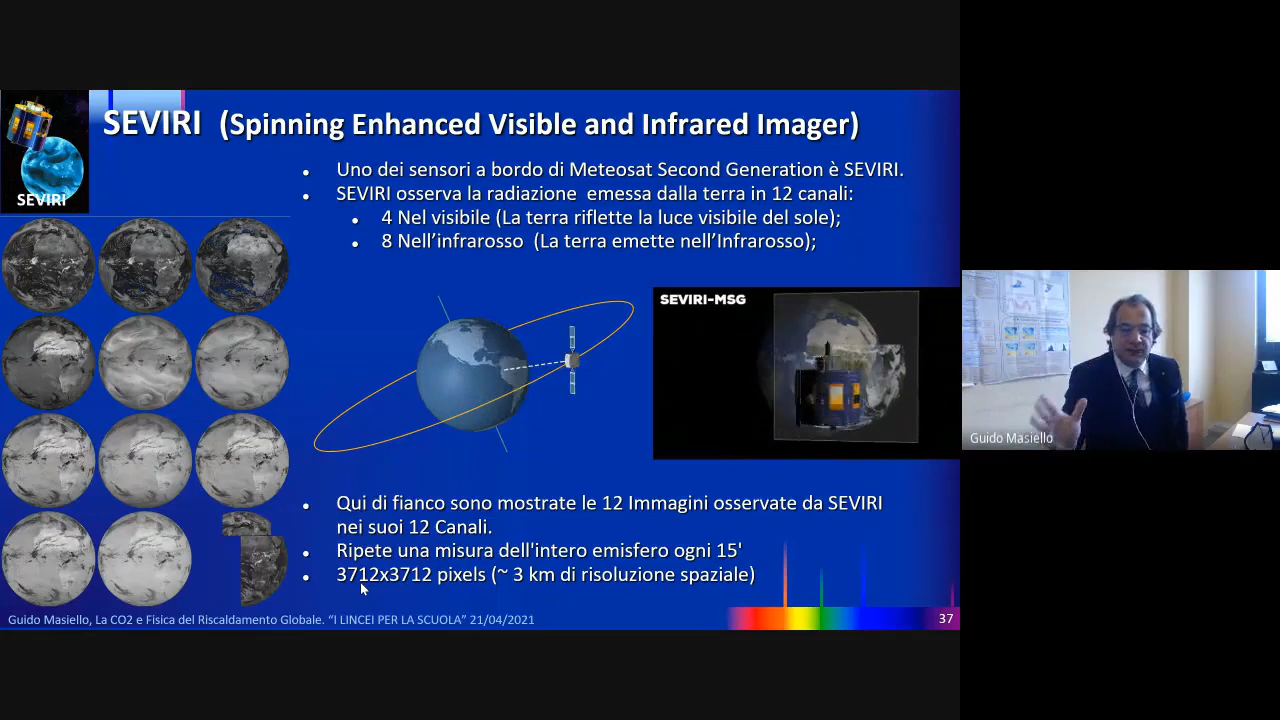 SEVIRI (Spinning Enhanced Visible and Infrared Imager)
SEVIRI
Uno dei sensori a bordo di Meteosat Second Generation è SEVIRI.
SEVIRI osserva la radiazione emessa dalla terra in 12 canali:
4 Nel visibile (La terra riflette la luce visibile del sole);
8 Nell’infrarosso (La terra emette nell’Infrarosso);
SEVIRI-MSG
Qui di fianco sono mostrate le 12 Immagini osservate da SEVIRI
nei suoi 12 Canali.
Ripete una misura dell'intero emisfero ogni 15'
3712x3712 pixels (~ 3 km di risoluzione spaziale)
Guido Masiello, La CO2 e Fisica del Riscaldamento Globale. “I LINCEI PER LA SCUOLA” 21/04/2021
37
Guido Masiello